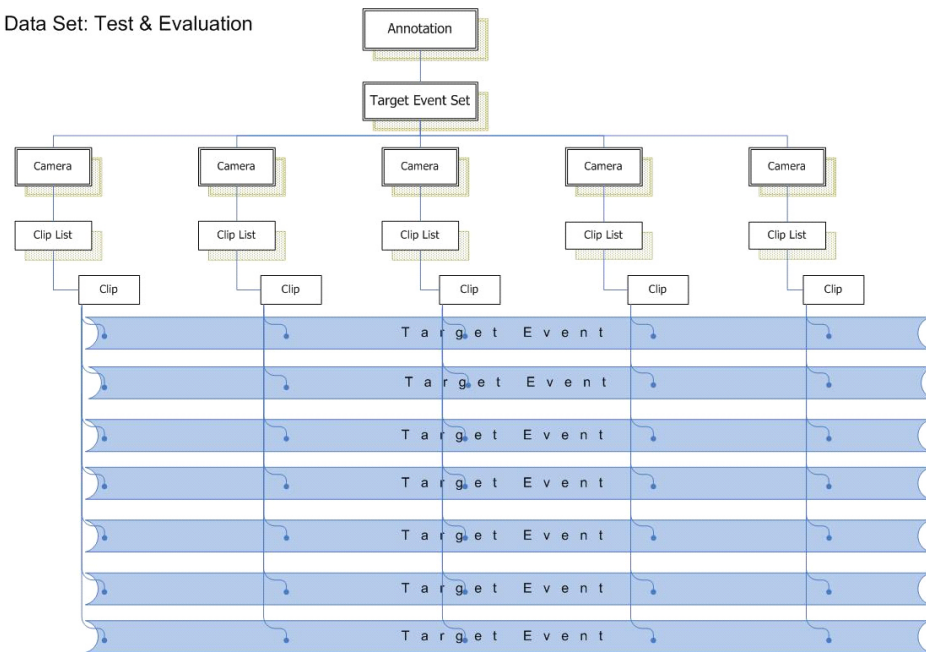 Data Set: Test & Evaluation
Annotation
Target Event Set
Camera
Camera
Camera
Camera
Camera
Clip List
Clip List
Clip List
Clip List
Clip List
Clip
Clip
Clip
Clip
Clip
Target Event
Target Event
Target Event
Target Event
Target Event
Target Event
Target Event